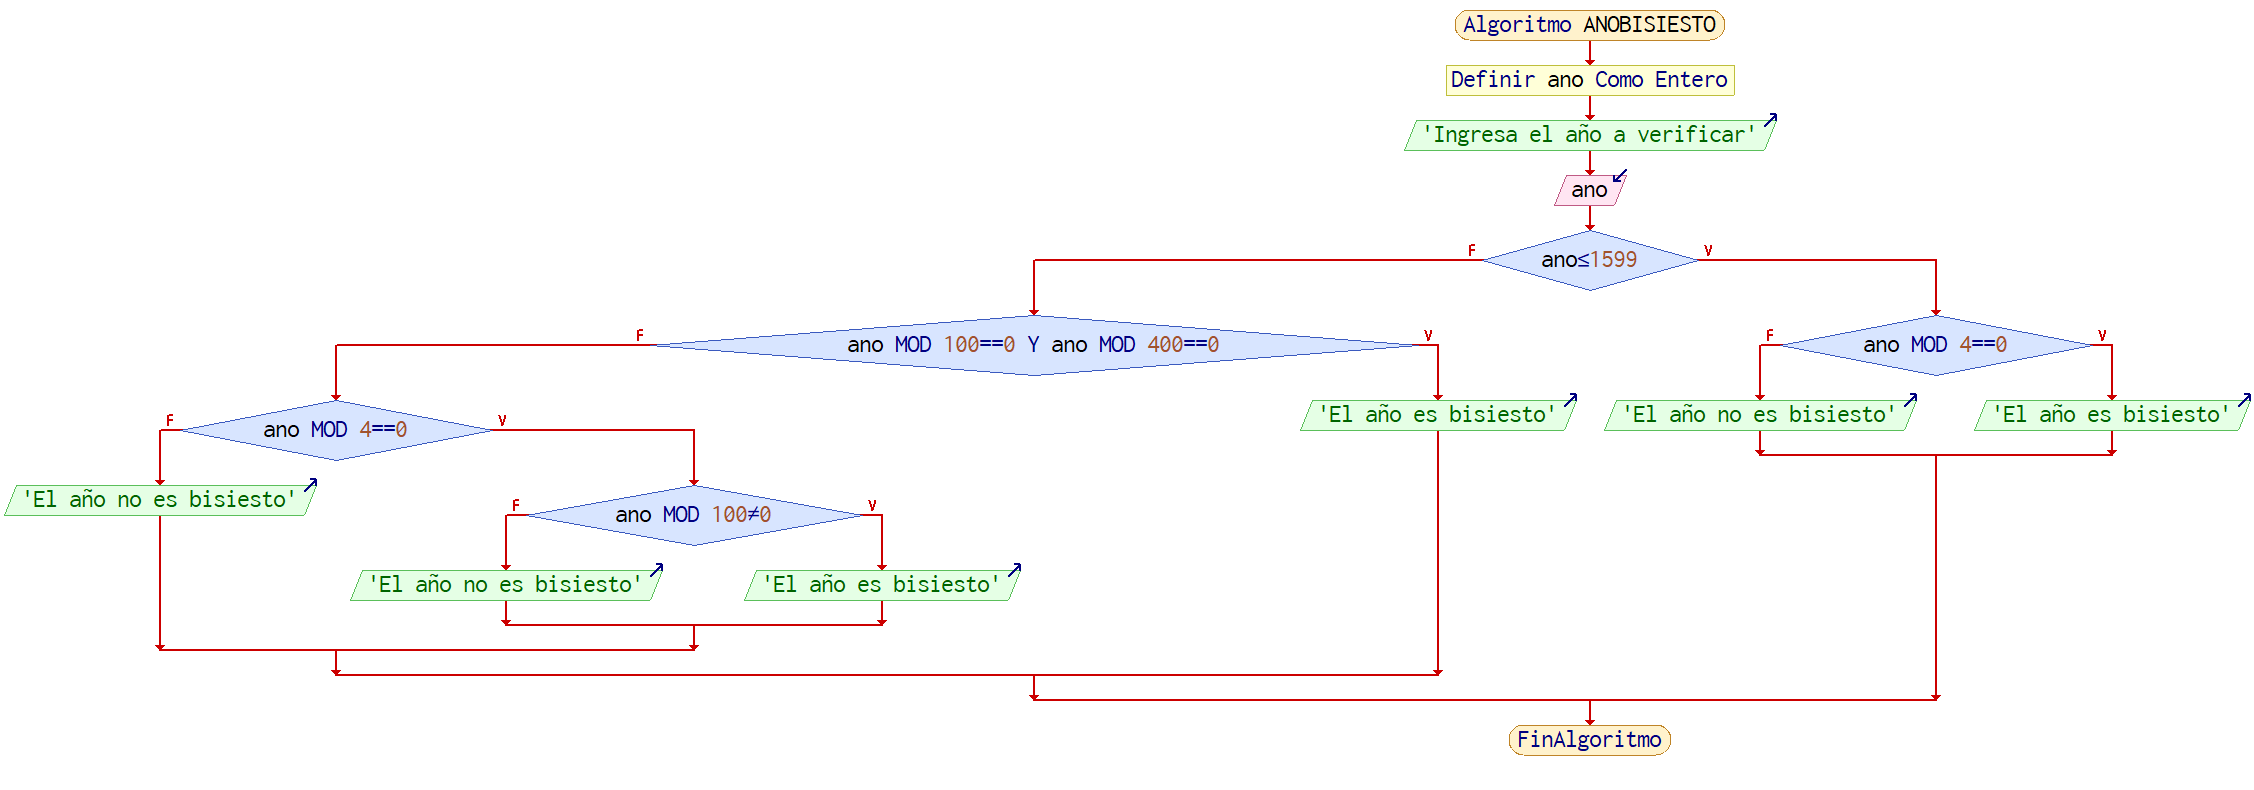 Algoritmo ANOBISIESTO
Definir ano Como Entero
'Ingresa el año a verificar'
ano
F
ano≤1599
V
F
ano MOD 100==0 Y ano MOD 400==0
V
F
ano MOD 4==0
V
F
ano MOD 4==0
V
'El año es bisiesto'
'El año no es bisiesto'
'El año es bisiesto'
'El año no es bisiesto'
F
ano MOD 100≠0
V
'El año no es bisiesto'
'El año es bisiesto'
FinAlgoritmo